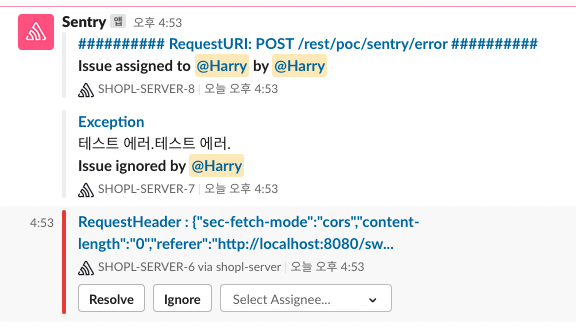 Sentry 앱 오후 4:53
########## RequestURI: POST /rest/poc/sentry/error ##########
Issue assigned to @Harry by @Harry
SHOPL-SERVER-8 | 오늘 오후 4:53
Exception
테스트 에러.테스트 에러.
Issue ignored by @Harry
SHOPL-SERVER-7 | 오늘 오후 4:53
4:53 RequestHeader : {"sec-fetch-mode":"cors","content-
length":"0","referer":"http://localhost:8080/sw...
SHOPL-SERVER-6 via shopl-server | 오늘 오후 4:53
Resolve Ignore Select Assignee...